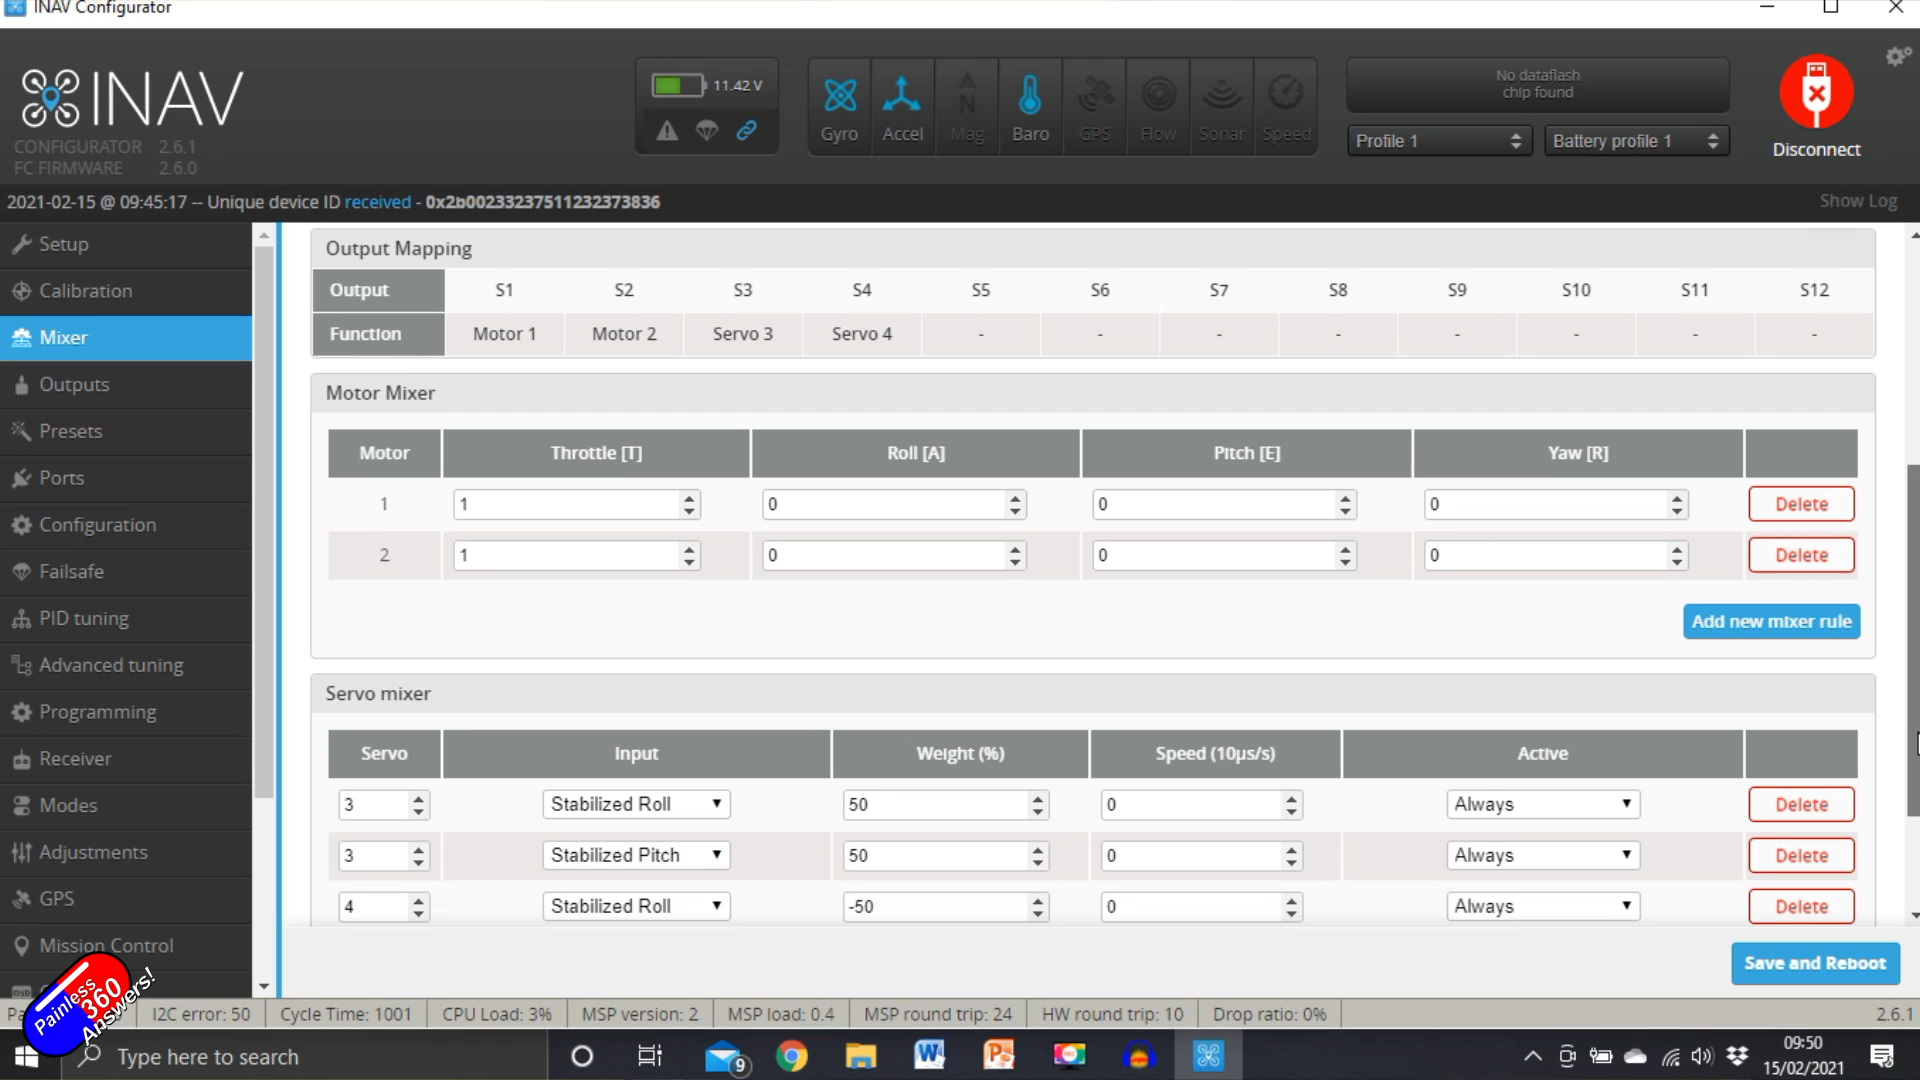 INAV Configurator
INAV
CONFIGURATOR 2.6.1
FC FIRMWARE 2.6.0
11.42 V
Gyro Accel Mag Baro GPS Flow Sonar Speed
No dataflash
chip found
Profile 1 Battery profile 1
Disconnect
2021-02-15 @ 09:45:17 -- Unique device ID received - 0x2b00233237511232373836
Show Log
Setup
Calibration
Mixer
Outputs
Presets
Ports
Configuration
Failsafe
PID tuning
Advanced tuning
Programming
Receiver
Modes
Adjustments
GPS
Mission Control
Output Mapping
Output S1 S2 S3 S4 S5 S6 S7 S8 S9 S10 S11 S12
Function Motor 1 Motor 2 Servo 3 Servo 4 - - - - - - - -
Motor Mixer
Motor Throttle [T] Roll [A] Pitch [E] Yaw [R]
1 1 0 0 0 Delete
2 1 0 0 0 Delete
Add new mixer rule
Servo mixer
Servo Input Weight (%) Speed (10µs/s) Active
3 Stabilized Roll 50 0 Always Delete
3 Stabilized Pitch 50 0 Always Delete
4 Stabilized Roll -50 0 Always Delete
Save and Reboot
Painless
360
Answers!
I2C error: 50 Cycle Time: 1001 CPU Load: 3% MSP version: 2 MSP load: 0.4 MSP round trip: 24 HW round trip: 10 Drop ratio: 0% 2.6.1
Type here to search
9
09:50
15/02/2021